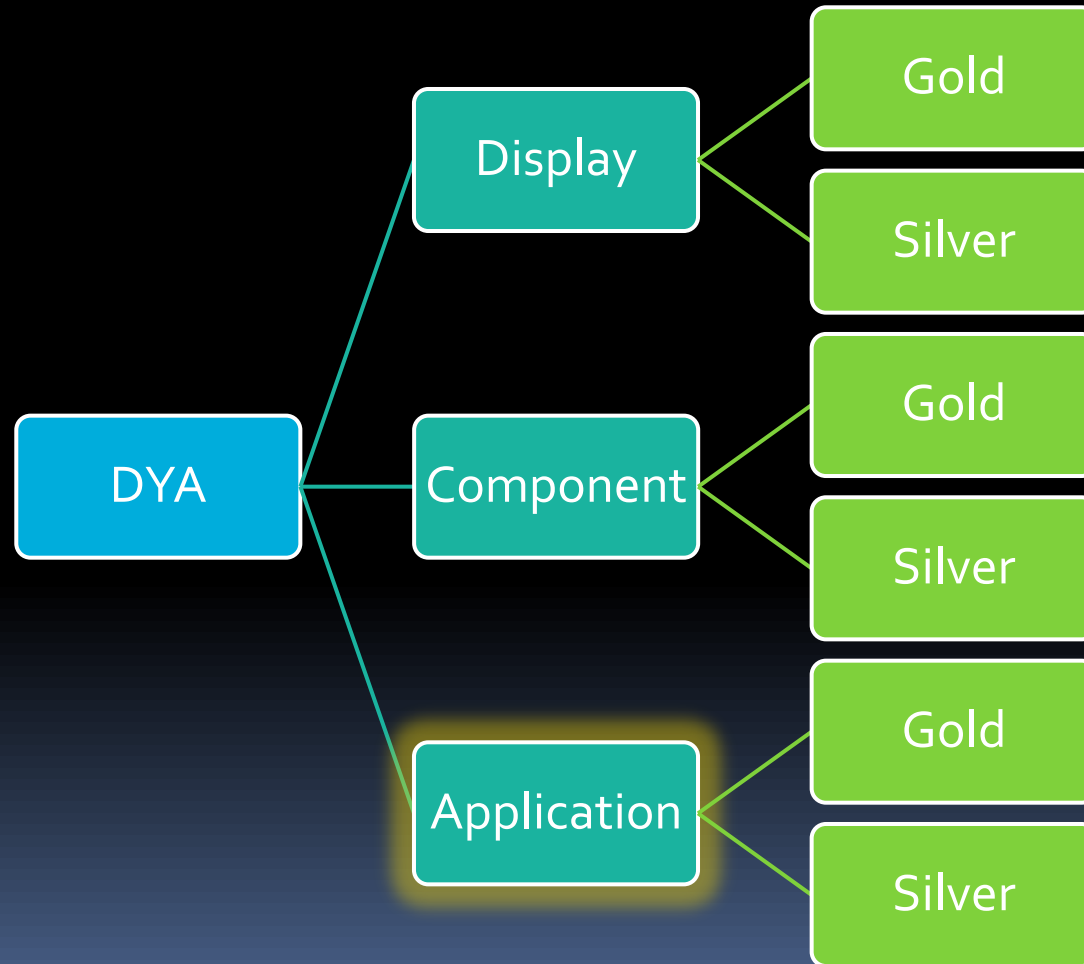 DYA
Display
Gold
Silver
Component
Gold
Silver
Application
Gold
Silver